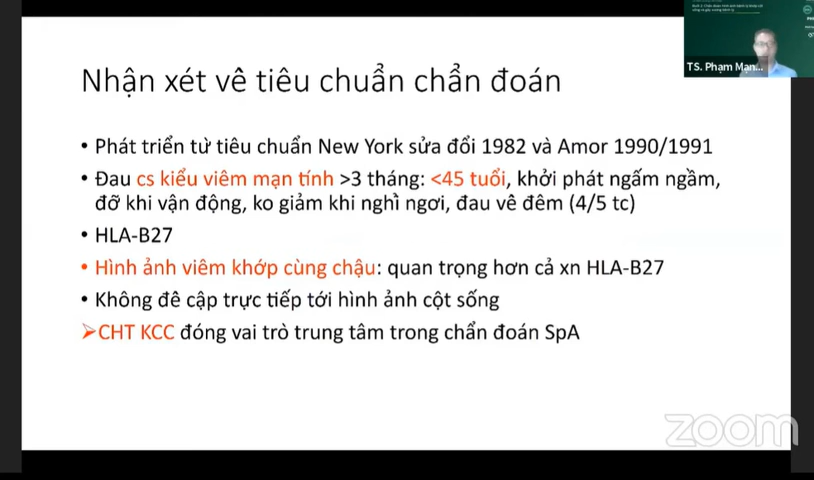 TS. Phạm Mạn...
Nhận xét về tiêu chuẩn chẩn đoán
• Phát triển từ tiêu chuẩn New York sửa đổi 1982 và Amor 1990/1991
• Đau cs kiểu viêm mạn tính >3 tháng: <45 tuổi, khởi phát ngấm ngầm,
đỡ khi vận động, ko giảm khi nghỉ ngơi, đau về đêm (4/5 tc)
• HLA-B27
• Hình ảnh viêm khớp cùng chậu: quan trọng hơn cả xn HLA-B27
• Không đề cập trực tiếp tới hình ảnh cột sống
➢CHT KCC đóng vai trò trung tâm trong chẩn đoán SpA
zoom